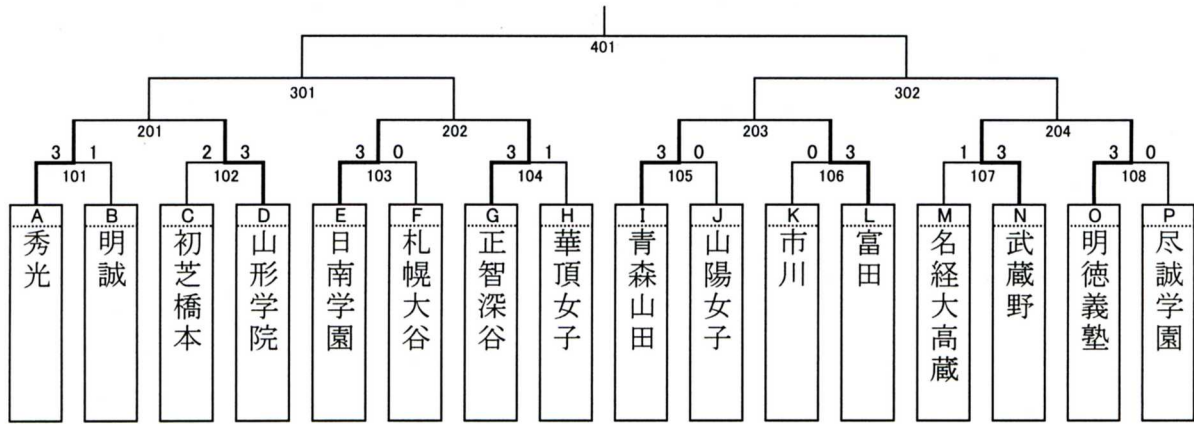 401
301 302
201 202 203 204
3 1 2 3 3 0 3 1 3 0 0 3 1 3 3 0
101 102 103 104 105 106 107 108
A B C D E F G H I J K L M N O P
秀光
明誠
初芝橋本
山形学院
日南学園
札幌大谷
正智深谷
華頂女子
青森山田
山陽女子
市川
富田
名経大高蔵
武蔵野
明徳義塾
尽誠学園